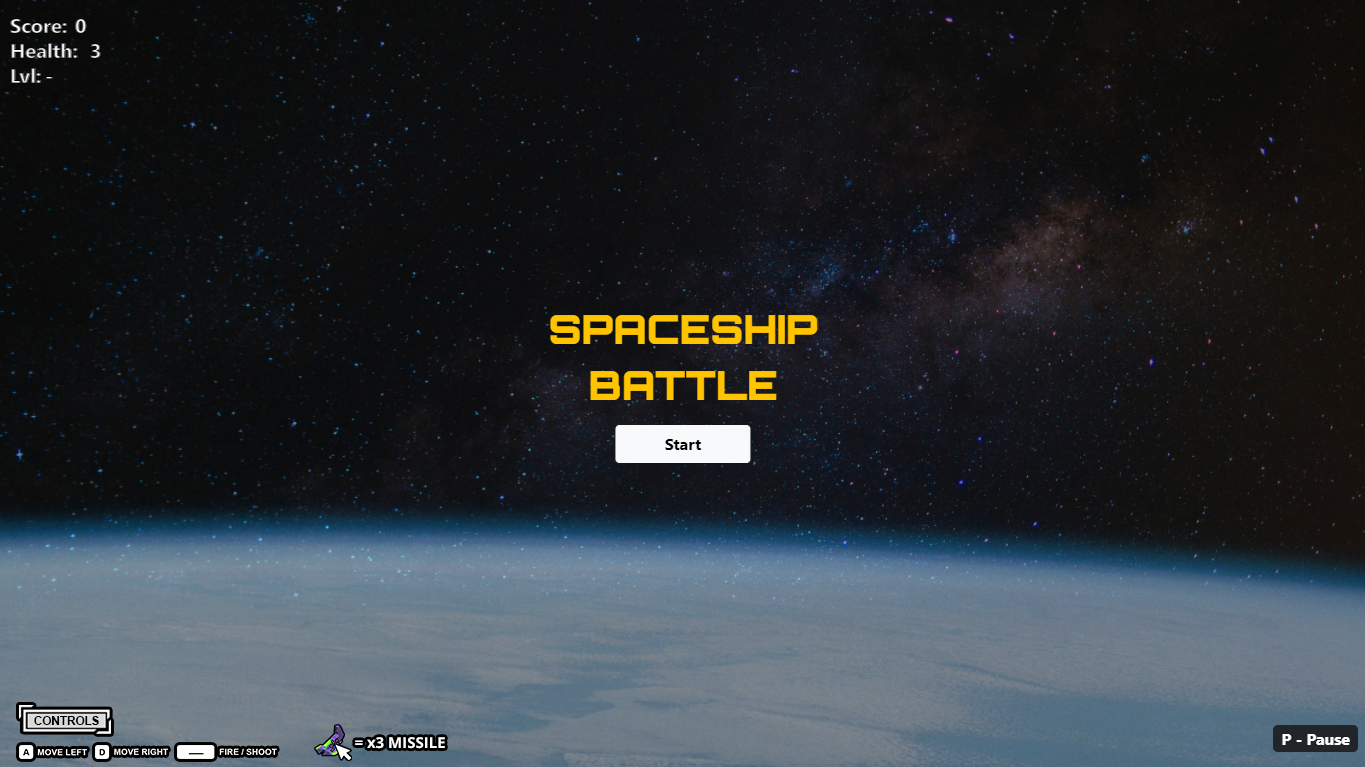 Score: 0
Health: 3
Lvl: -
SPACESHIP
BATTLE
Start
CONTROLS
A MOVE LEFT D MOVE RIGHT — FIRE / SHOOT
= x3 MISSILE
P - Pause